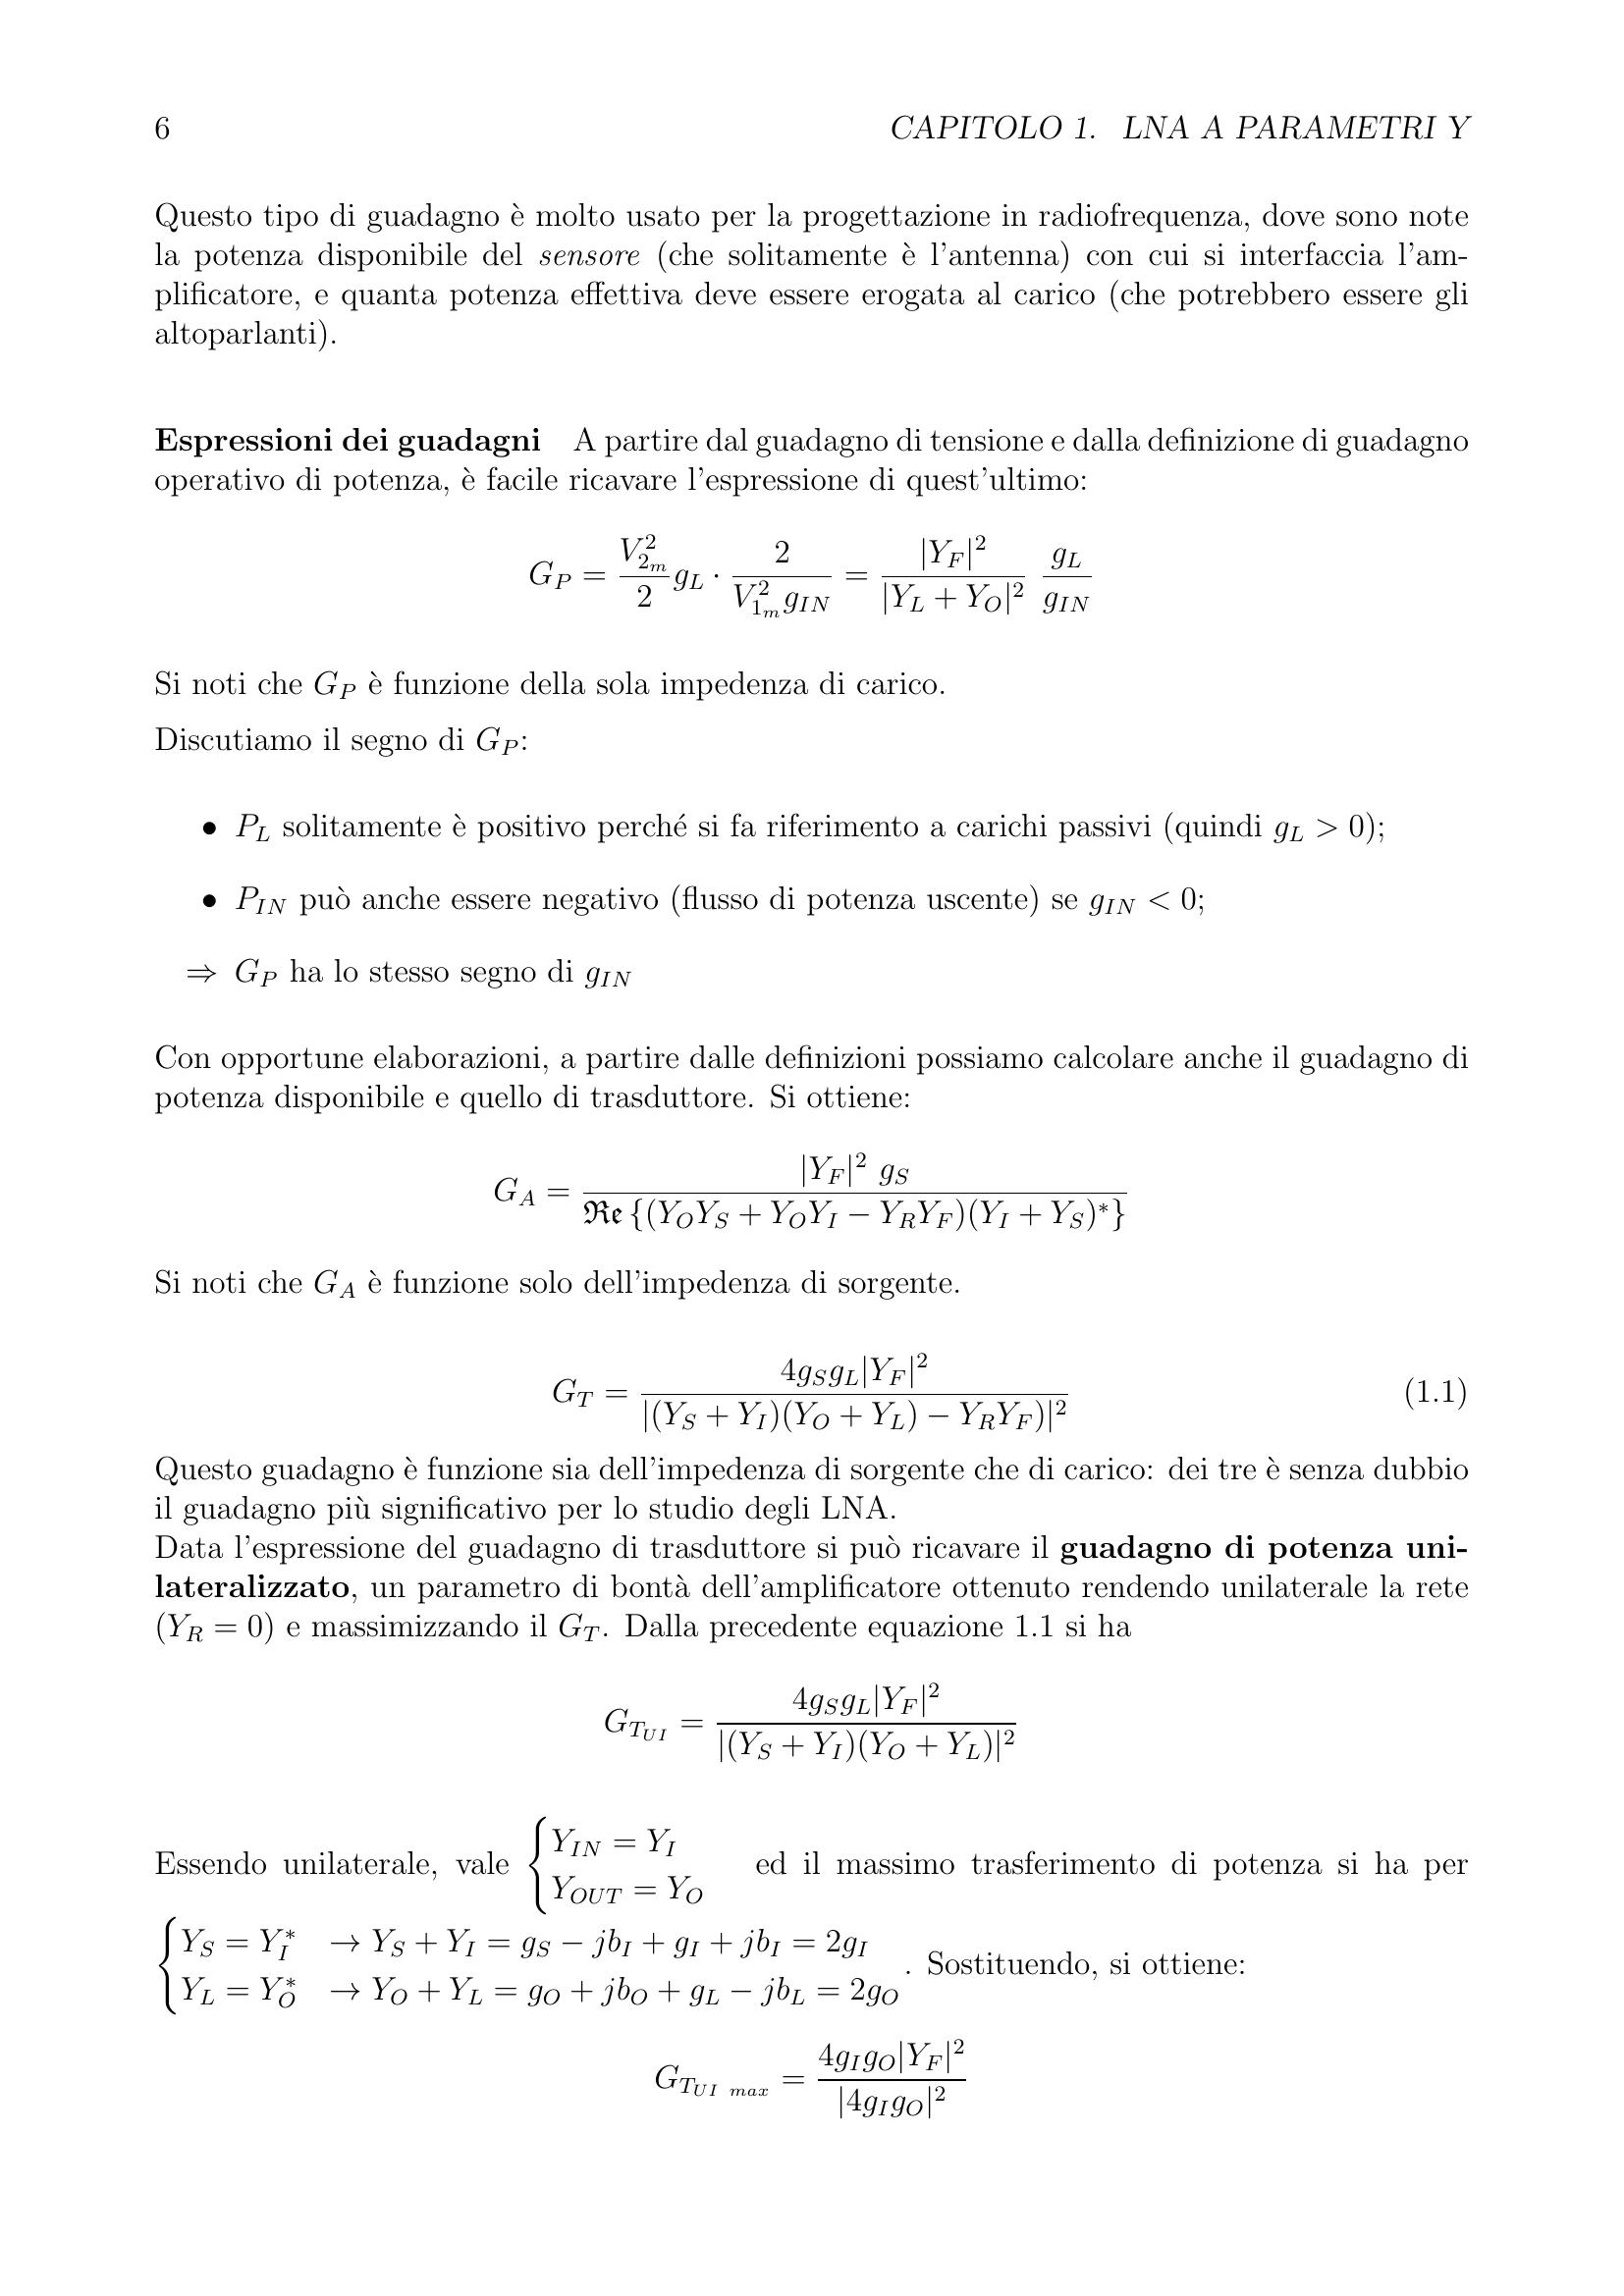 6 CAPITOLO 1. LNA A PARAMETRI Y
Questo tipo di guadagno è molto usato per la progettazione in radiofrequenza, dove sono note
la potenza disponibile del sensore (che solitamente è l'antenna) con cui si interfaccia l'am-
plificatore, e quanta potenza effettiva deve essere erogata al carico (che potrebbero essere gli
altoparlanti).
Espressioni dei guadagni A partire dal guadagno di tensione e dalla definizione di guadagno
operativo di potenza, è facile ricavare l'espressione di quest'ultimo:
$G_P = \frac{V_{2_m}^2}{2} g_L \cdot \frac{2}{V_{1_m}^2 g_{IN}} = \frac{|Y_F|^2}{|Y_L + Y_O|^2} \frac{g_L}{g_{IN}}$
Si noti che $G_P$ è funzione della sola impedenza di carico.
Discutiamo il segno di $G_P$:
• $P_L$ solitamente è positivo perché si fa riferimento a carichi passivi (quindi $g_L > 0$);
• $P_{IN}$ può anche essere negativo (flusso di potenza uscente) se $g_{IN} < 0$;
⇒ $G_P$ ha lo stesso segno di $g_{IN}$
Con opportune elaborazioni, a partire dalle definizioni possiamo calcolare anche il guadagno di
potenza disponibile e quello di trasduttore. Si ottiene:
$G_A = \frac{|Y_F|^2 \, g_S}{\mathfrak{Re}\{(Y_O Y_S + Y_O Y_I - Y_R Y_F)(Y_I + Y_S)^*\}}$
Si noti che $G_A$ è funzione solo dell'impedenza di sorgente.
$G_T = \frac{4 g_S g_L |Y_F|^2}{|(Y_S + Y_I)(Y_O + Y_L) - Y_R Y_F)|^2}$ (1.1)
Questo guadagno è funzione sia dell'impedenza di sorgente che di carico: dei tre è senza dubbio
il guadagno più significativo per lo studio degli LNA.
Data l'espressione del guadagno di trasduttore si può ricavare il guadagno di potenza uni-
lateralizzato, un parametro di bontà dell'amplificatore ottenuto rendendo unilaterale la rete
($Y_R = 0$) e massimizzando il $G_T$. Dalla precedente equazione 1.1 si ha
$G_{T_{UI}} = \frac{4 g_S g_L |Y_F|^2}{|(Y_S + Y_I)(Y_O + Y_L)|^2}$
Essendo unilaterale, vale $\begin{cases} Y_{IN} = Y_I \\ Y_{OUT} = Y_O \end{cases}$ ed il massimo trasferimento di potenza si ha per
$\begin{cases} Y_S = Y_I^* & \to Y_S + Y_I = g_S - jb_I + g_I + jb_I = 2g_I \\ Y_L = Y_O^* & \to Y_O + Y_L = g_O + jb_O + g_L - jb_L = 2g_O \end{cases}$. Sostituendo, si ottiene:
$G_{T_{UI \; max}} = \frac{4 g_I g_O |Y_F|^2}{|4 g_I g_O|^2}$